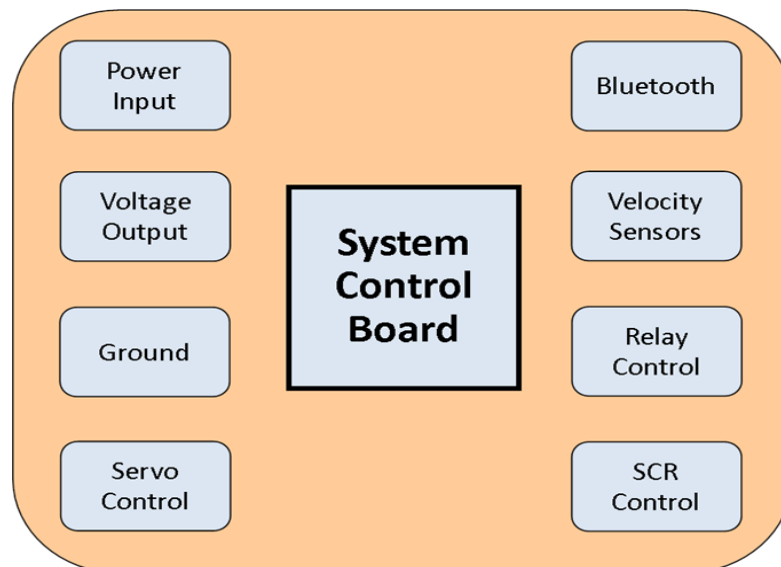 Power
Input
Voltage
Output
Ground
Servo
Control
System
Control
Board
Bluetooth
Velocity
Sensors
Relay
Control
SCR
Control